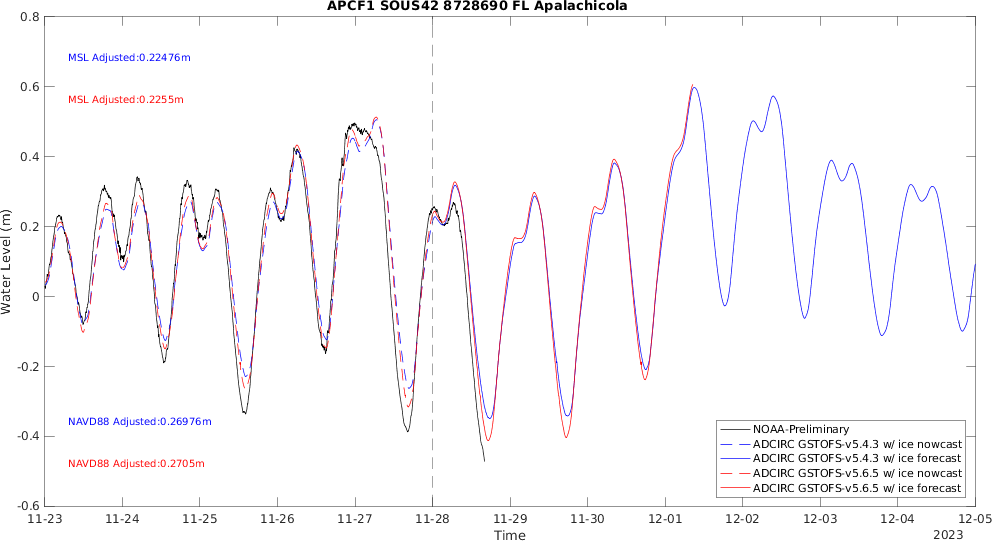 APCF1 SOUS42 8728690 FL Apalachicola
0.8
0.6
0.4
0.2
0
-0.2
-0.4
-0.6
Water Level (m)
MSL Adjusted:0.22476m
MSL Adjusted:0.2255m
NAVD88 Adjusted:0.26976m
NAVD88 Adjusted:0.2705m
NOAA-Preliminary
ADCIRC GSTOFS-v5.4.3 w/ ice nowcast
ADCIRC GSTOFS-v5.4.3 w/ ice forecast
ADCIRC GSTOFS-v5.6.5 w/ ice nowcast
ADCIRC GSTOFS-v5.6.5 w/ ice forecast
11-23 11-24 11-25 11-26 11-27 11-28 11-29 11-30 12-01 12-02 12-03 12-04 12-05
Time
2023